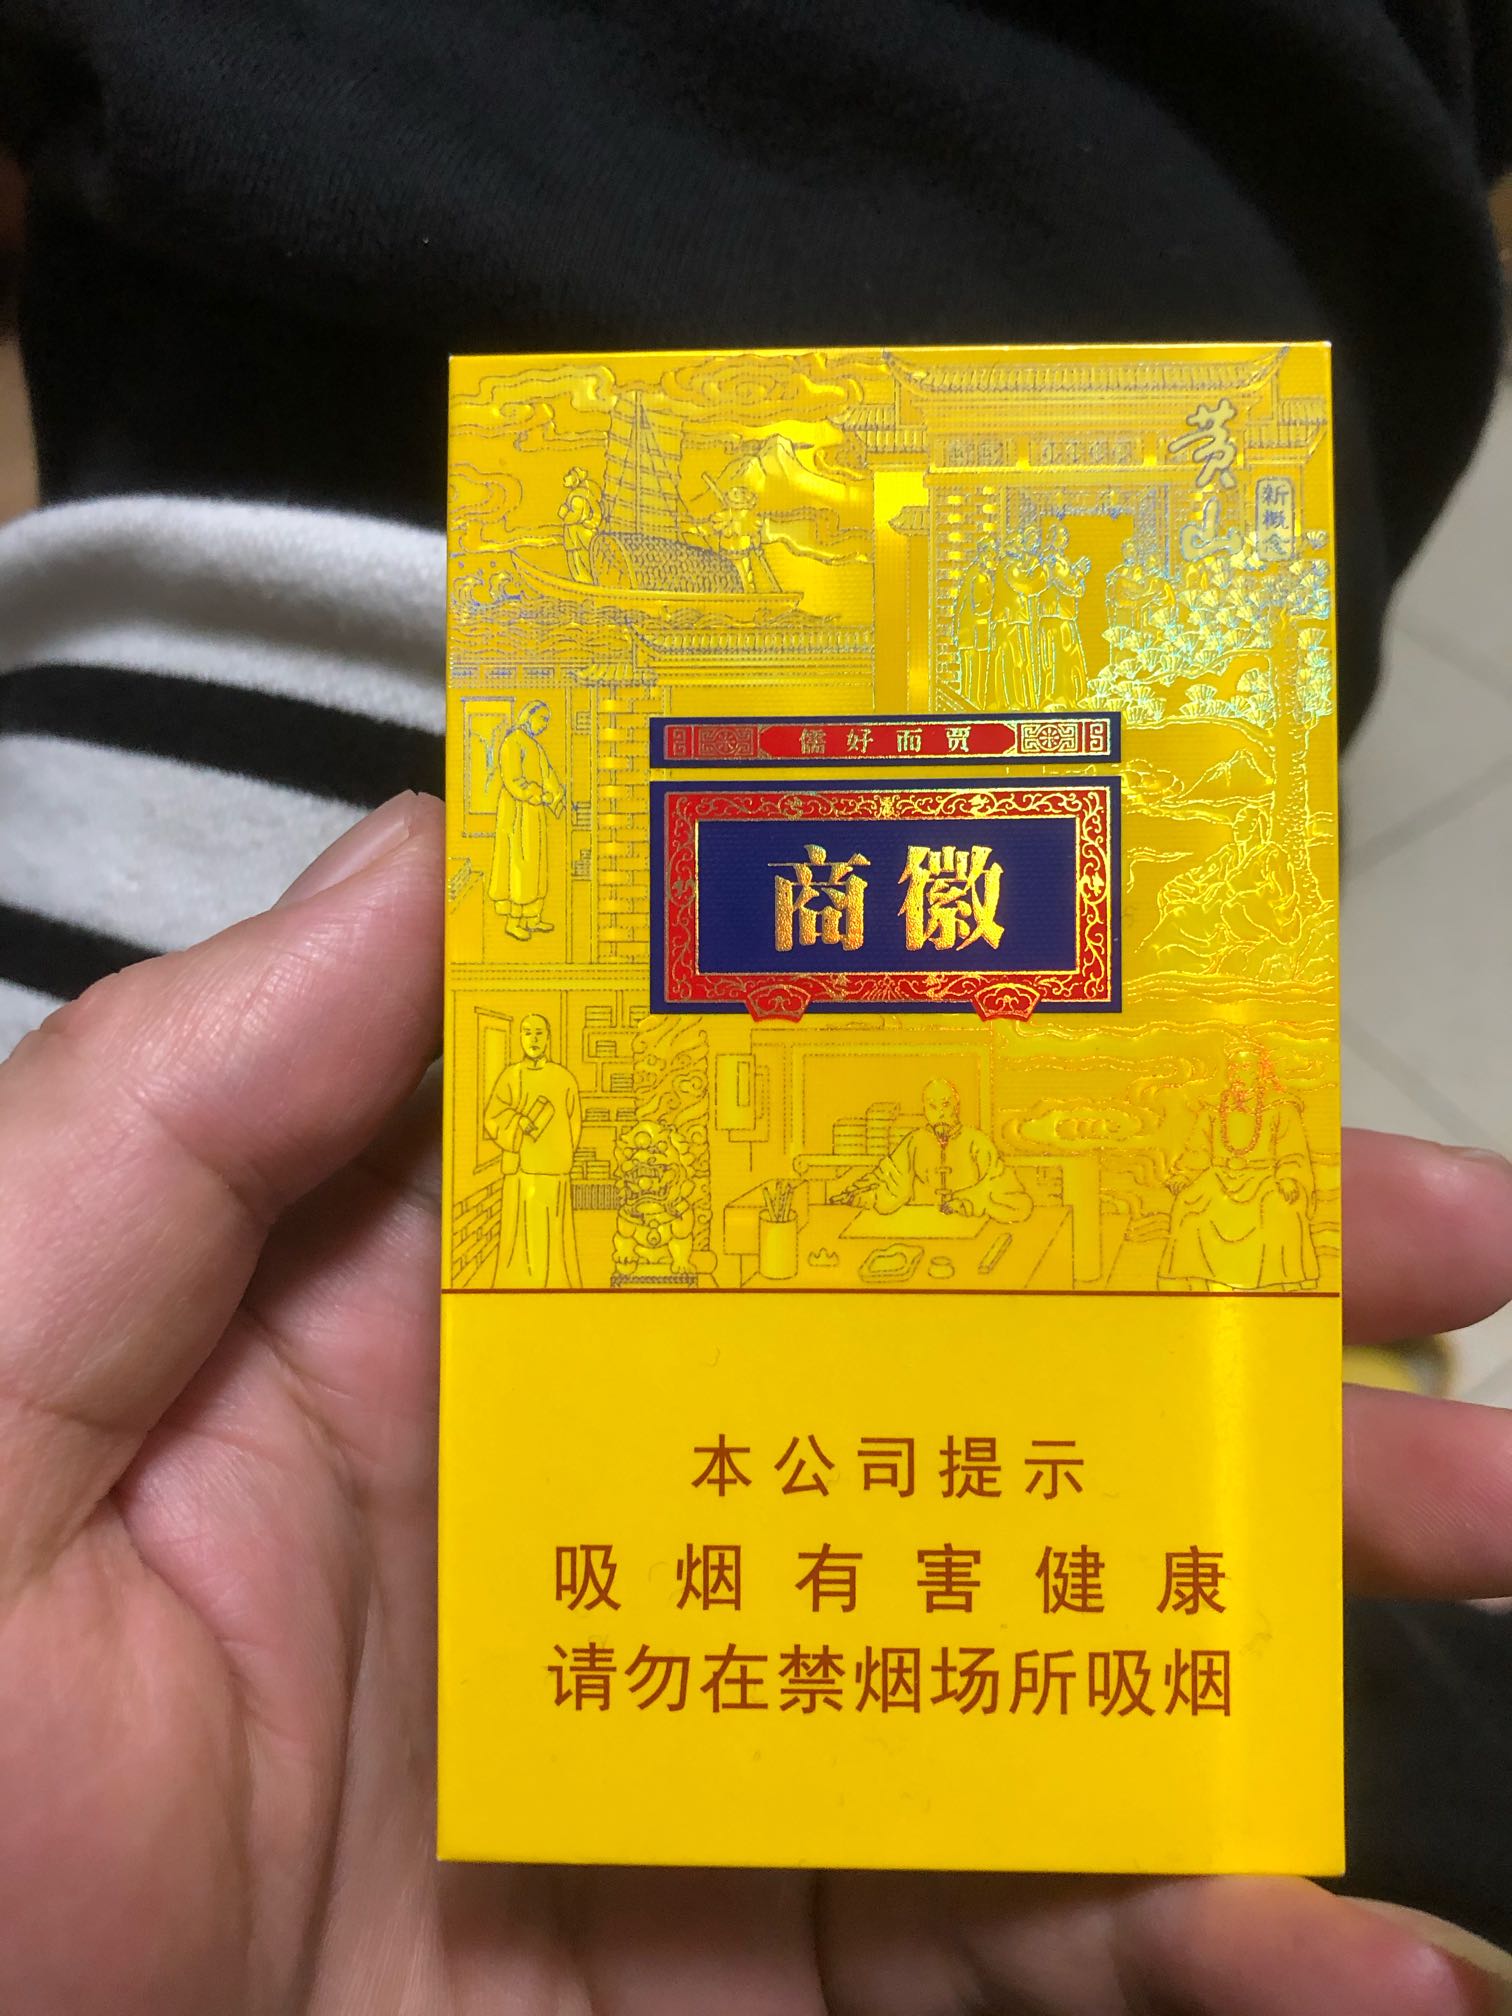 黄山
新概念
儒好而贾
商徽
本公司提示
吸烟有害健康
请勿在禁烟场所吸烟